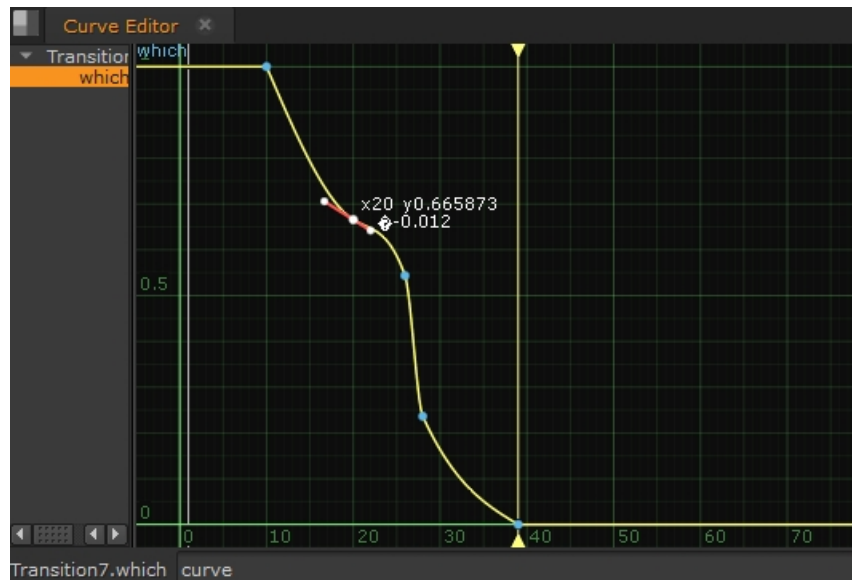 Curve Editor ×
Transition
which
which
1
x20 y0.665873
�-0.012
0.5
0
0 10 20 30 40 50 60 70
Transition7.which curve